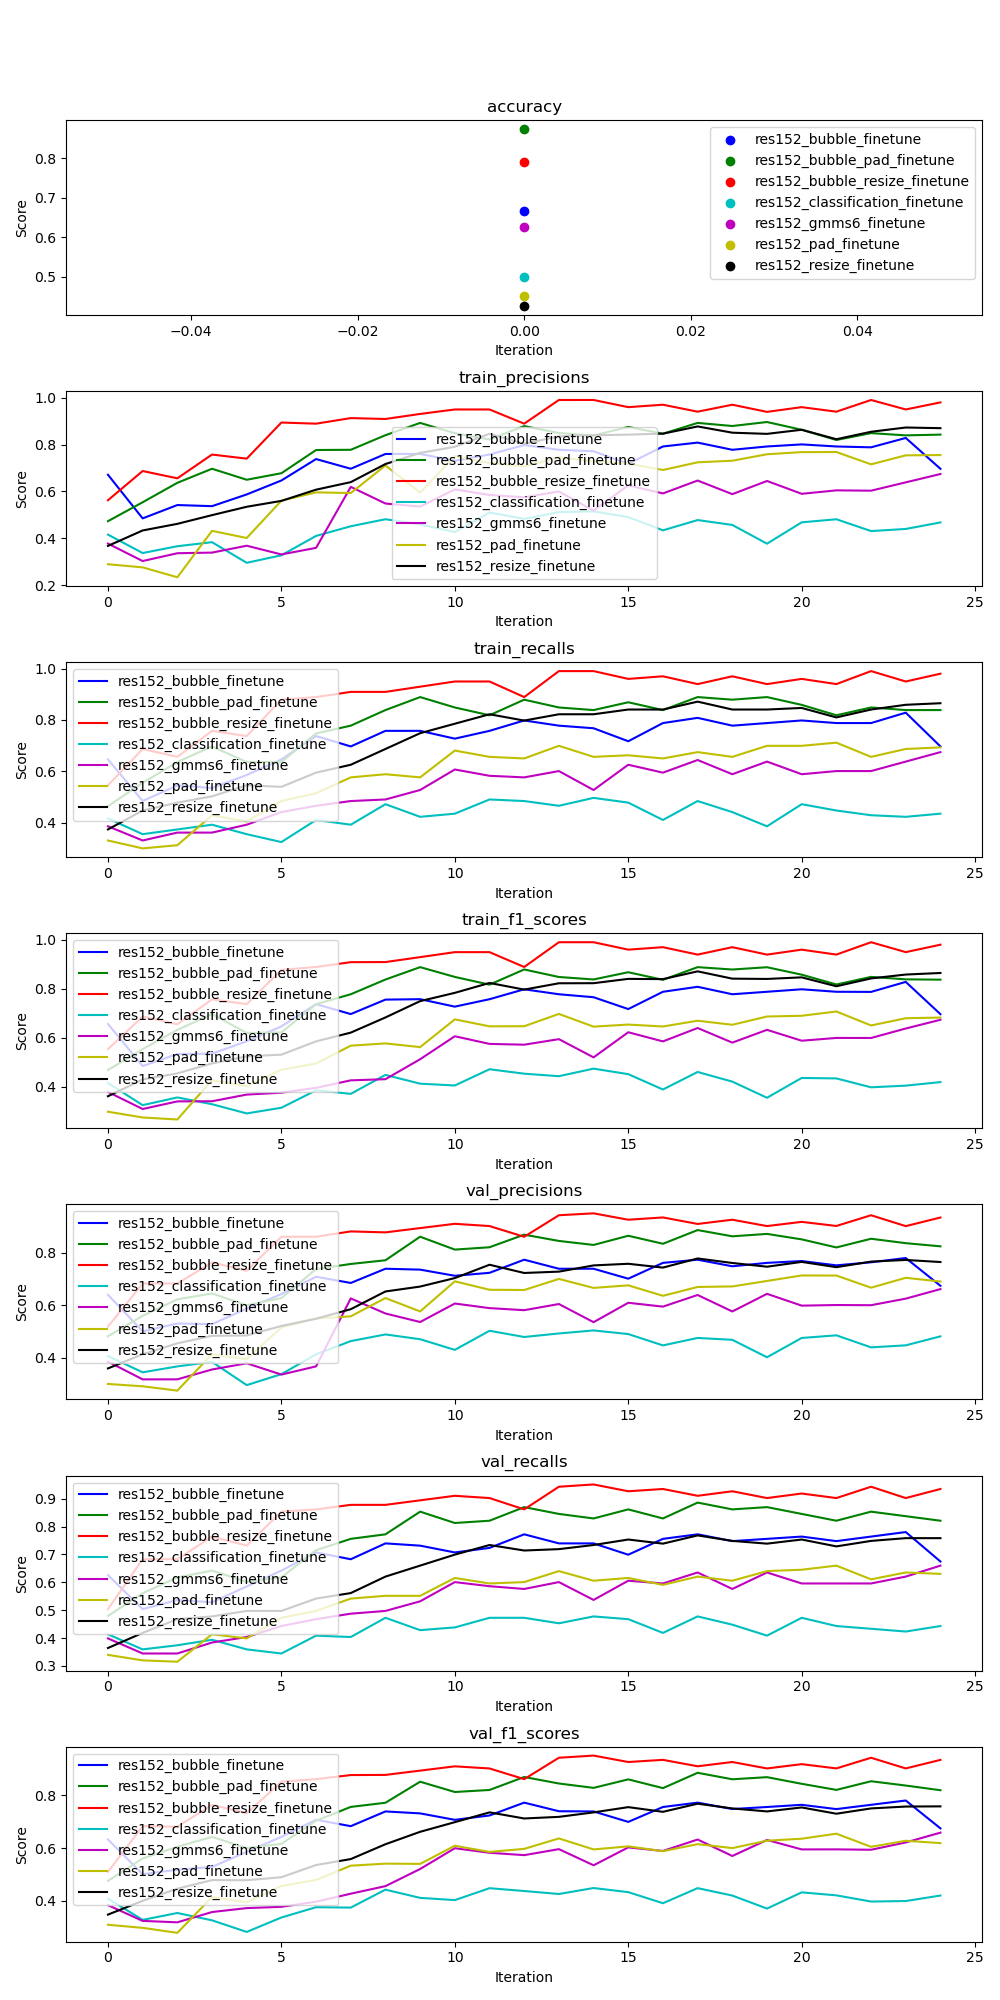 accuracy
Score
0.8
0.7
0.6
0.5
res152_bubble_finetune
res152_bubble_pad_finetune
res152_bubble_resize_finetune
res152_classification_finetune
res152_gmms6_finetune
res152_pad_finetune
res152_resize_finetune
−0.04 −0.02 0.00 0.02 0.04
Iteration
train_precisions
Score
1.0
0.8
0.6
0.4
0.2
res152_bubble_finetune
res152_bubble_pad_finetune
res152_bubble_resize_finetune
res152_classification_finetune
res152_gmms6_finetune
res152_pad_finetune
res152_resize_finetune
0 5 10 15 20 25
Iteration
train_recalls
Score
1.0
0.8
0.6
0.4
res152_bubble_finetune
res152_bubble_pad_finetune
res152_bubble_resize_finetune
res152_classification_finetune
res152_gmms6_finetune
res152_pad_finetune
res152_resize_finetune
0 5 10 15 20 25
Iteration
train_f1_scores
Score
1.0
0.8
0.6
0.4
res152_bubble_finetune
res152_bubble_pad_finetune
res152_bubble_resize_finetune
res152_classification_finetune
res152_gmms6_finetune
res152_pad_finetune
res152_resize_finetune
0 5 10 15 20 25
Iteration
val_precisions
Score
0.8
0.6
0.4
res152_bubble_finetune
res152_bubble_pad_finetune
res152_bubble_resize_finetune
res152_classification_finetune
res152_gmms6_finetune
res152_pad_finetune
res152_resize_finetune
0 5 10 15 20 25
Iteration
val_recalls
Score
0.9
0.8
0.7
0.6
0.5
0.4
0.3
res152_bubble_finetune
res152_bubble_pad_finetune
res152_bubble_resize_finetune
res152_classification_finetune
res152_gmms6_finetune
res152_pad_finetune
res152_resize_finetune
0 5 10 15 20 25
Iteration
val_f1_scores
Score
0.8
0.6
0.4
res152_bubble_finetune
res152_bubble_pad_finetune
res152_bubble_resize_finetune
res152_classification_finetune
res152_gmms6_finetune
res152_pad_finetune
res152_resize_finetune
0 5 10 15 20 25
Iteration